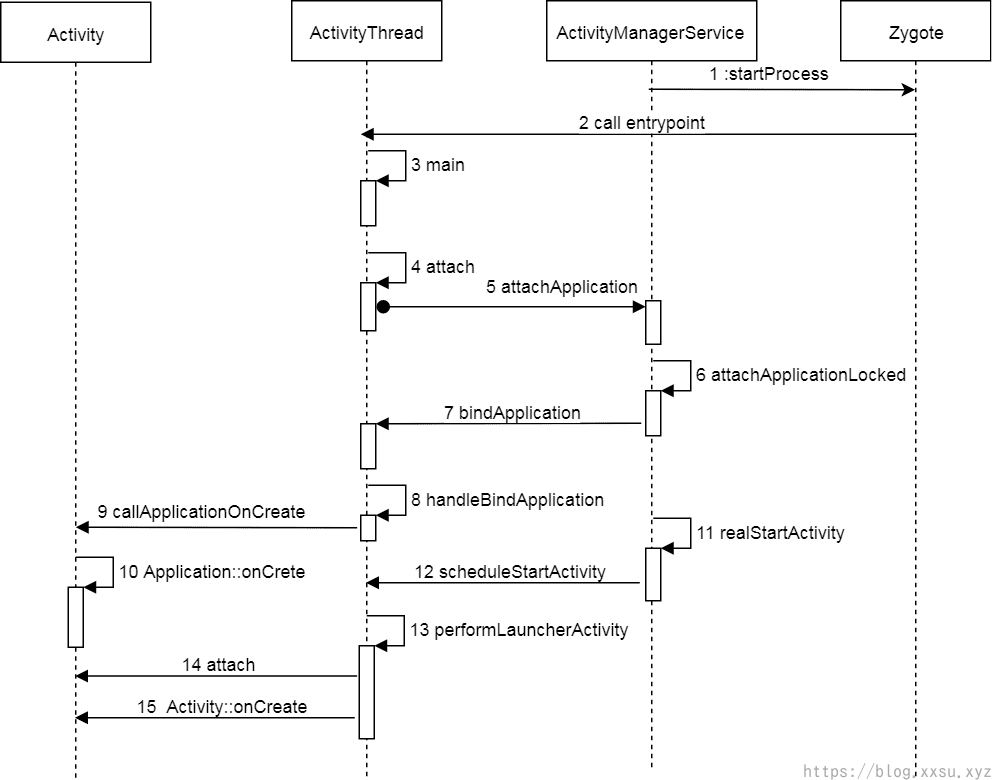 Activity
ActivityThread
ActivityManagerService
Zygote
1 :startProcess
2 call entrypoint
3 main
4 attach
5 attachApplication
6 attachApplicationLocked
7 bindApplication
8 handleBindApplication
9 callApplicationOnCreate
11 realStartActivity
10 Application::onCrete
12 scheduleStartActivity
13 performLauncherActivity
14 attach
15 Activity::onCreate
https://blog.xxsu.xyz